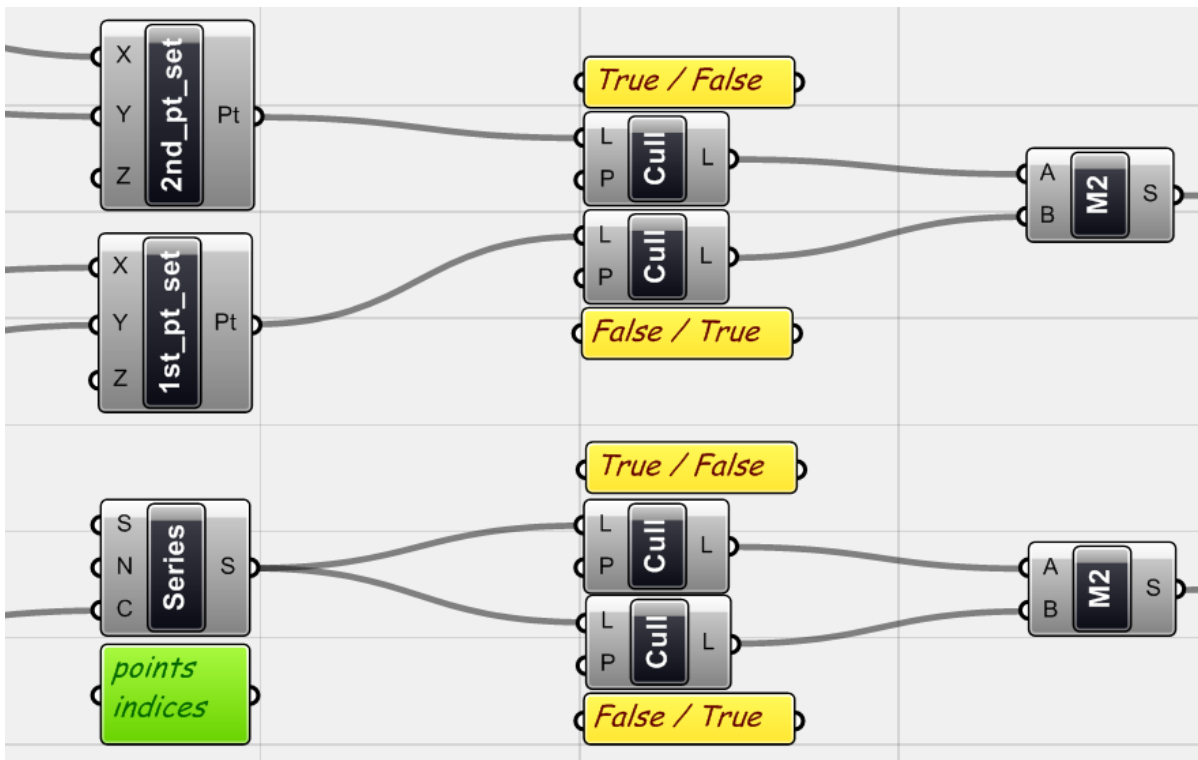 X
Y
Z
2nd_pt_set
Pt
True / False
L
P
Cull
L
L
P
Cull
L
False / True
A
B
M2
S
X
Y
Z
1st_pt_set
Pt
S
N
C
Series
S
points
indices
True / False
L
P
Cull
L
L
P
Cull
L
False / True
A
B
M2
S